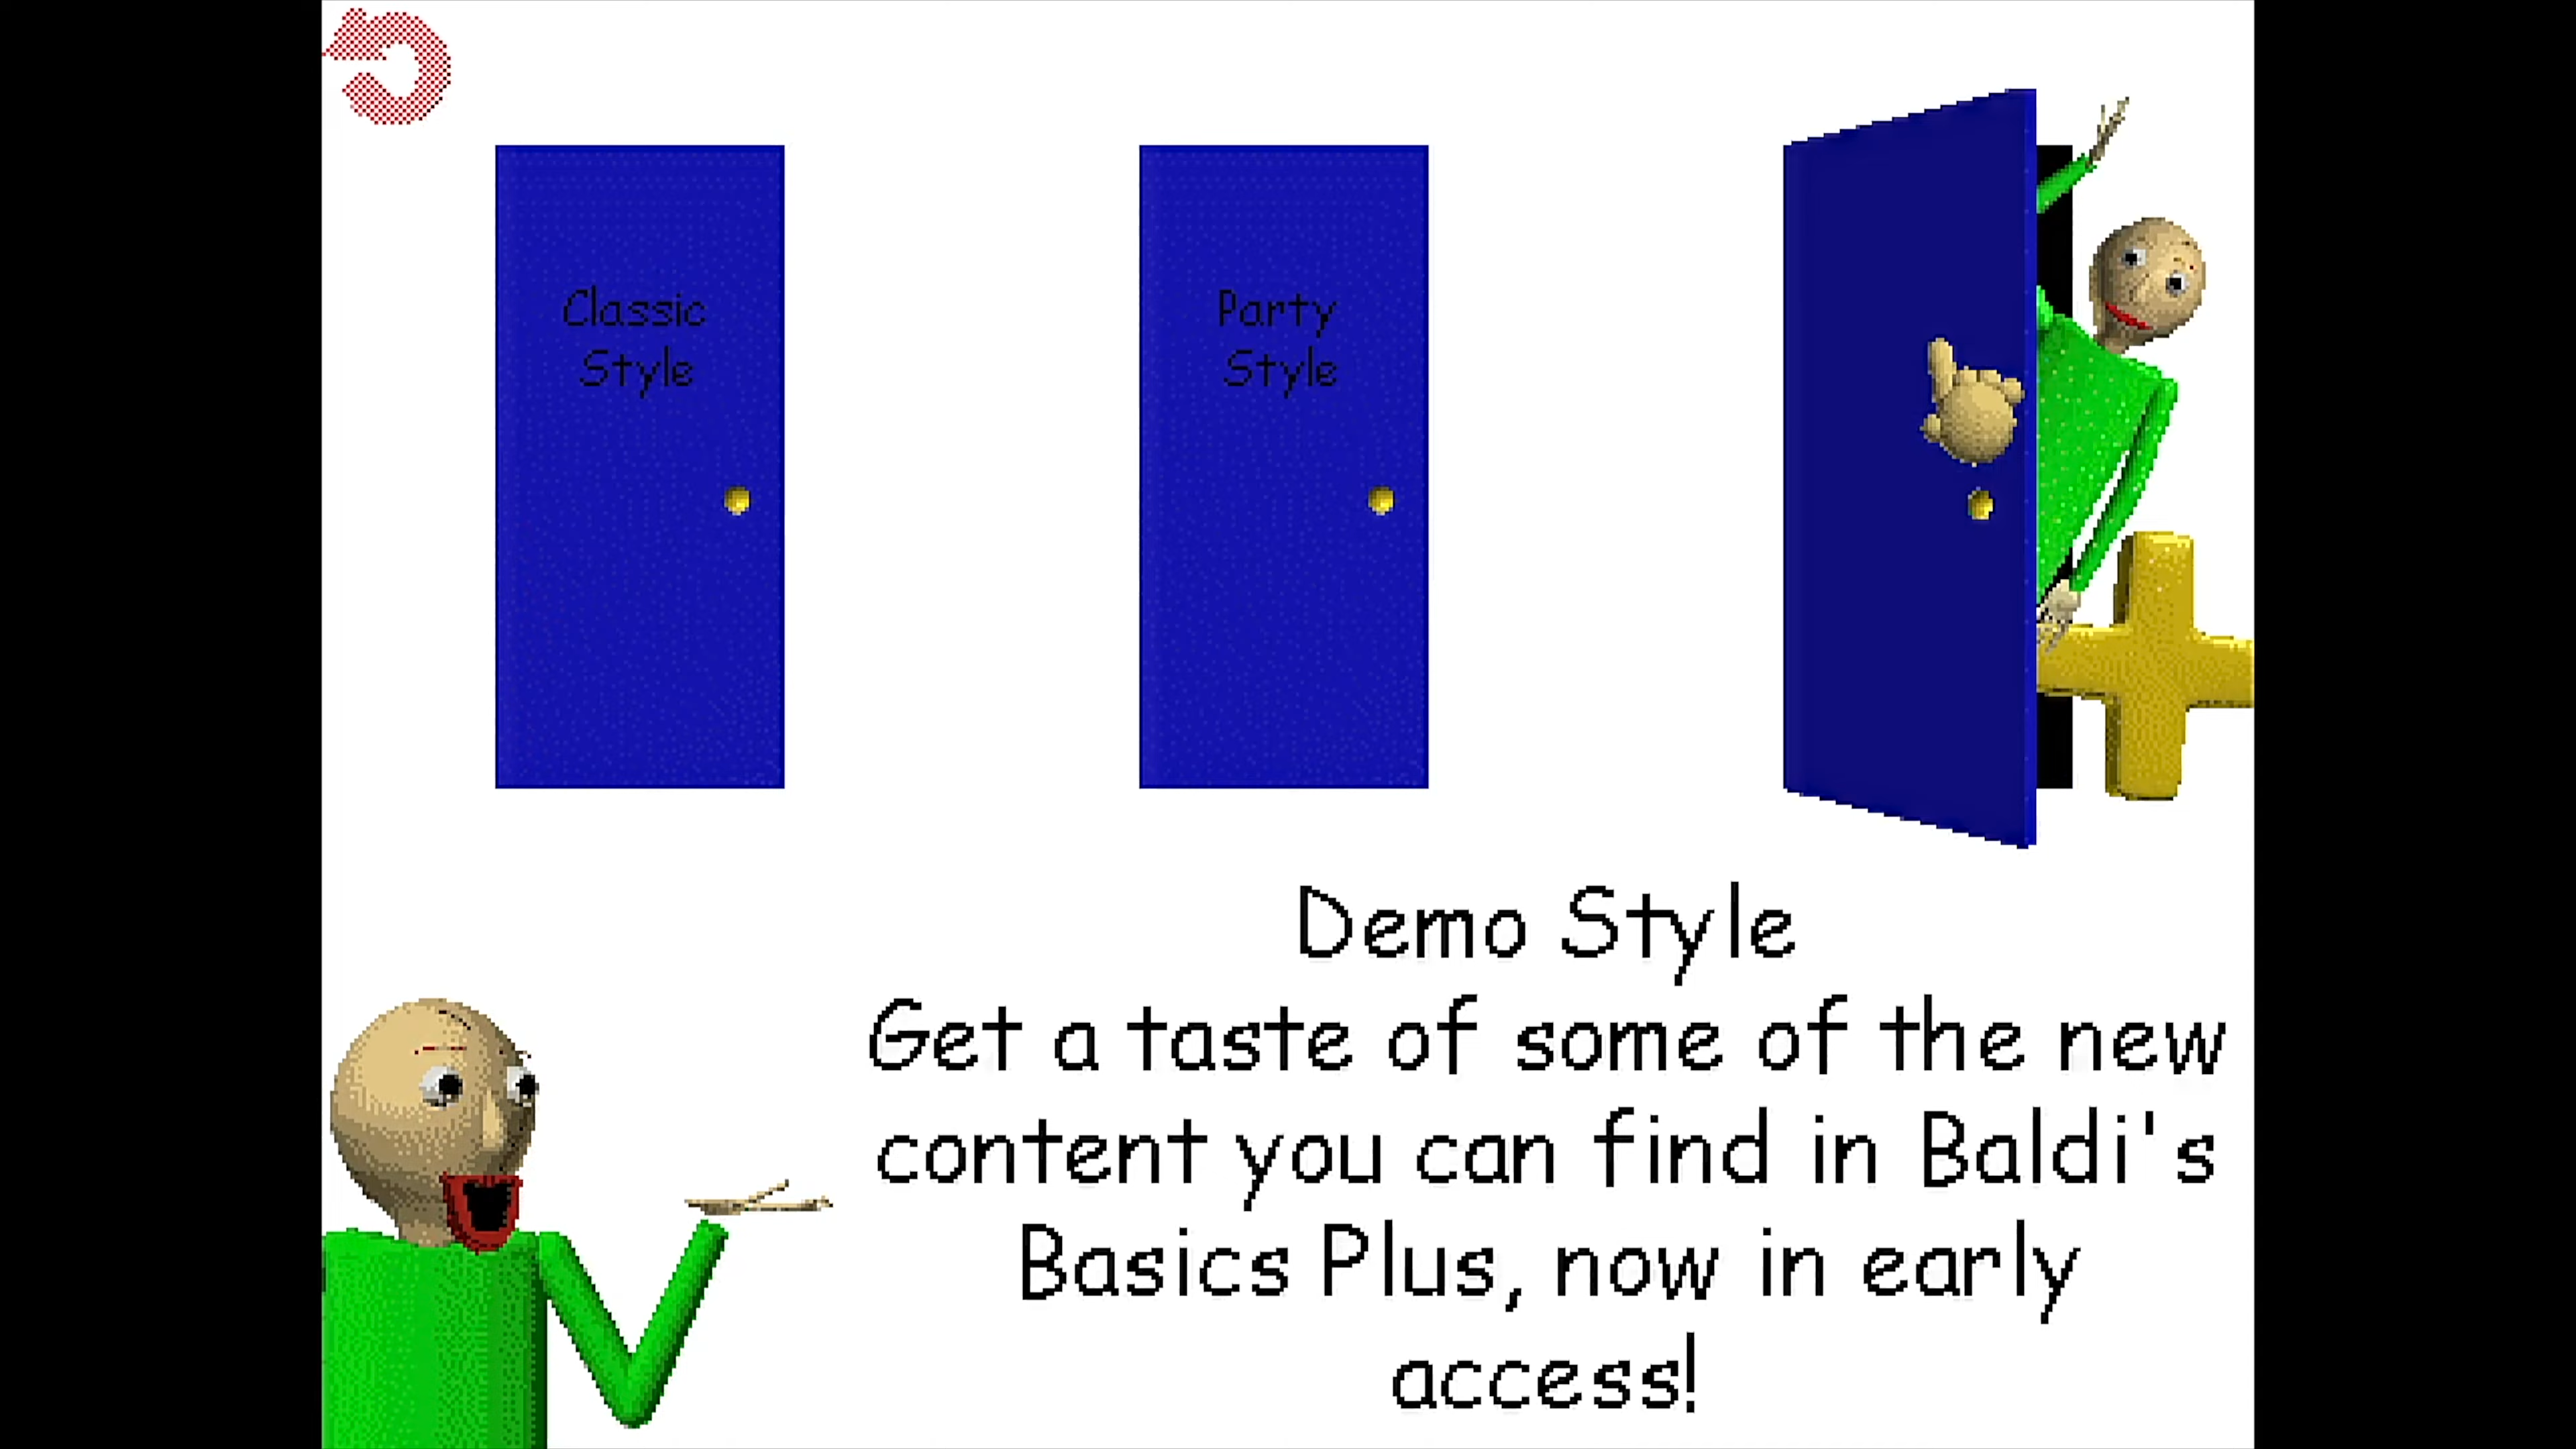 Classic
Style
Party
Style
Demo Style
Get a taste of some of the new
content you can find in Baldi's
Basics Plus, now in early
access!